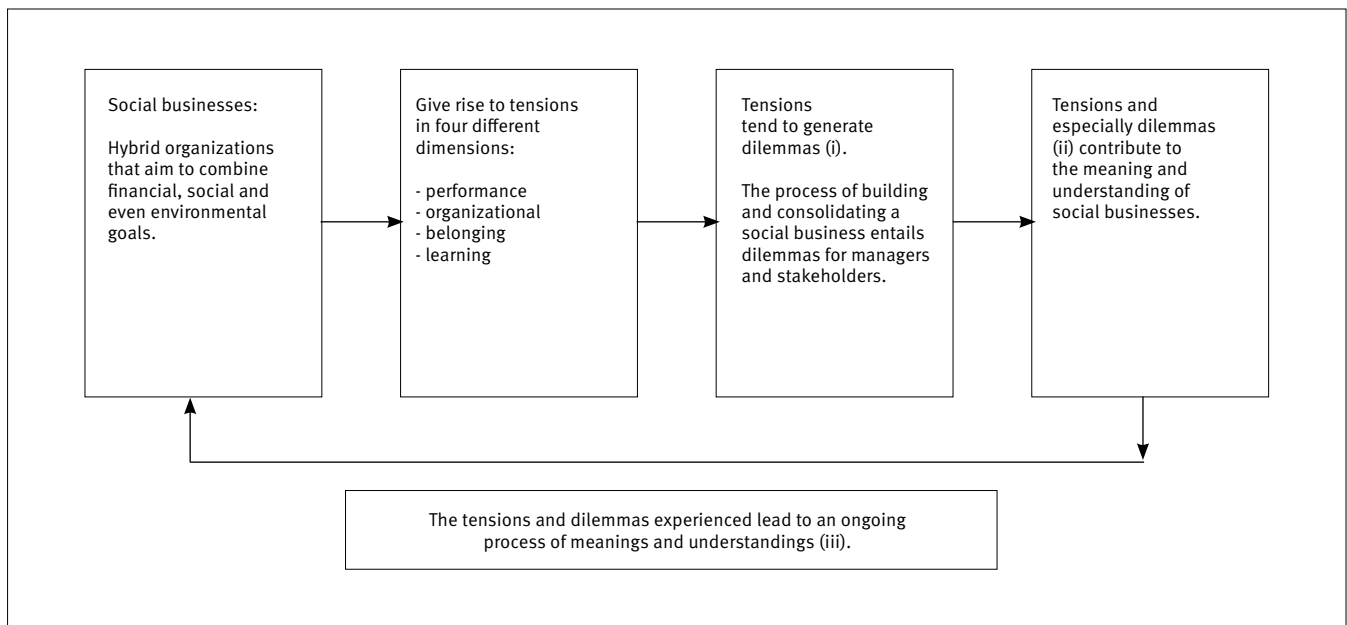 Social businesses:
Hybrid organizations
that aim to combine
financial, social and
even environmental
goals.
Give rise to tensions
in four different
dimensions:
- performance
- organizational
- belonging
- learning
Tensions
tend to generate
dilemmas (i).
The process of building
and consolidating a
social business entails
dilemmas for managers
and stakeholders.
Tensions and
especially dilemmas
(ii) contribute to
the meaning and
understanding of
social businesses.
The tensions and dilemmas experienced lead to an ongoing
process of meanings and understandings (iii).